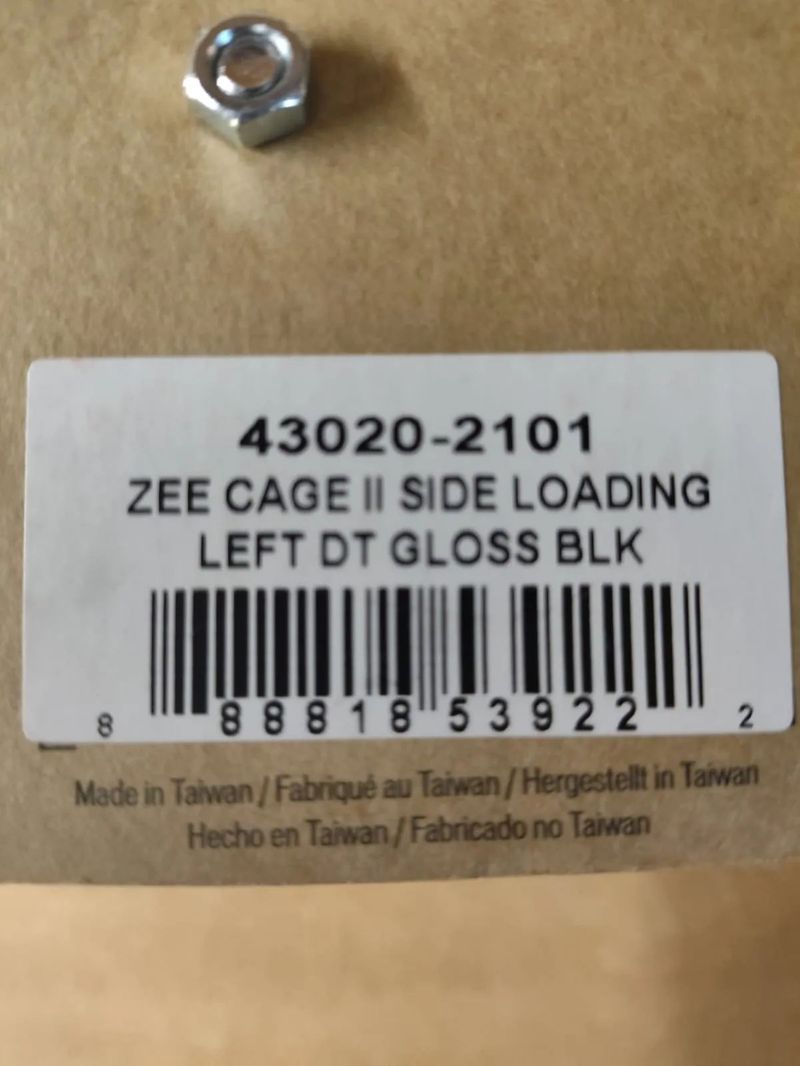 43020-2101
ZEE CAGE II SIDE LOADING
LEFT DT GLOSS BLK
8 88818 53922 2
Made in Taiwan / Fabriqué au Taiwan / Hergestellt in Taiwan
Hecho en Taiwan / Fabricado no Taiwan